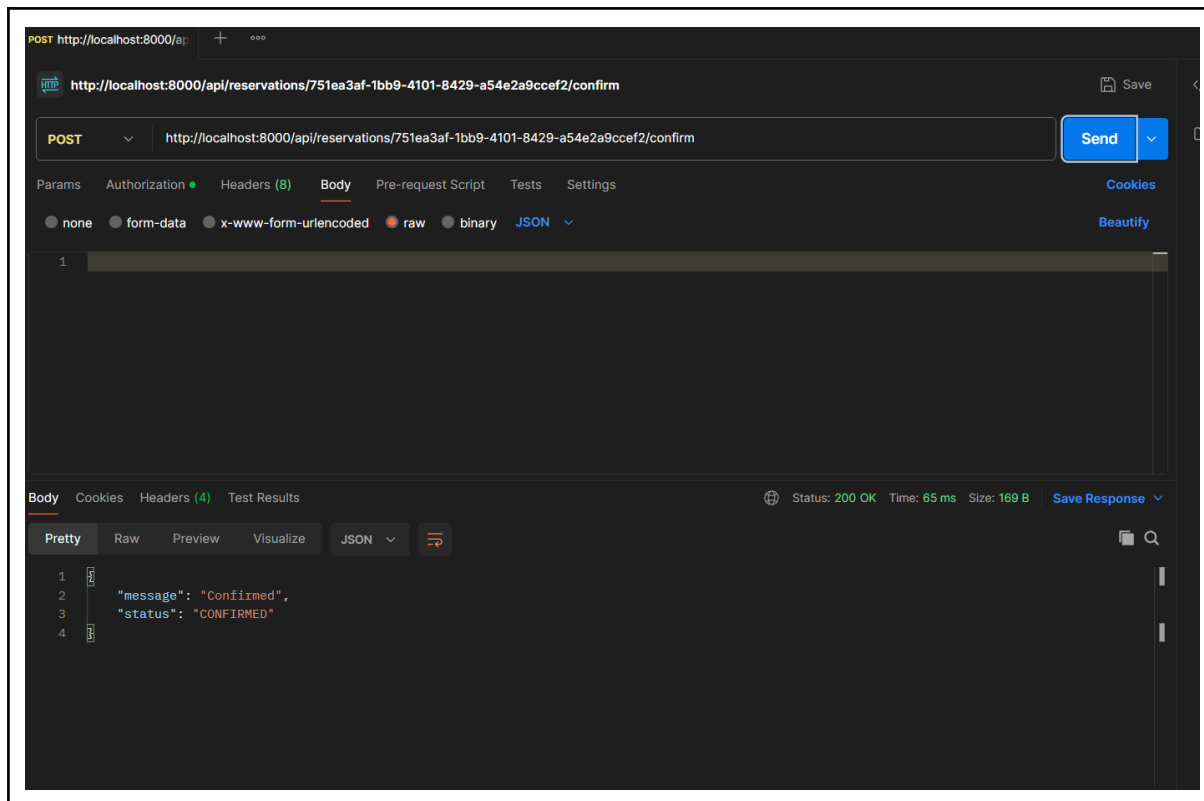 POST http://localhost:8000/ap
HTTP http://localhost:8000/api/reservations/751ea3af-1bb9-4101-8429-a54e2a9ccef2/confirm Save
POST http://localhost:8000/api/reservations/751ea3af-1bb9-4101-8429-a54e2a9ccef2/confirm Send
Params Authorization Headers (8) Body Pre-request Script Tests Settings Cookies
none form-data x-www-form-urlencoded raw binary JSON Beautify
1
Body Cookies Headers (4) Test Results Status: 200 OK Time: 65 ms Size: 169 B Save Response
Pretty Raw Preview Visualize JSON
1 {
2 "message": "Confirmed",
3 "status": "CONFIRMED"
4 }